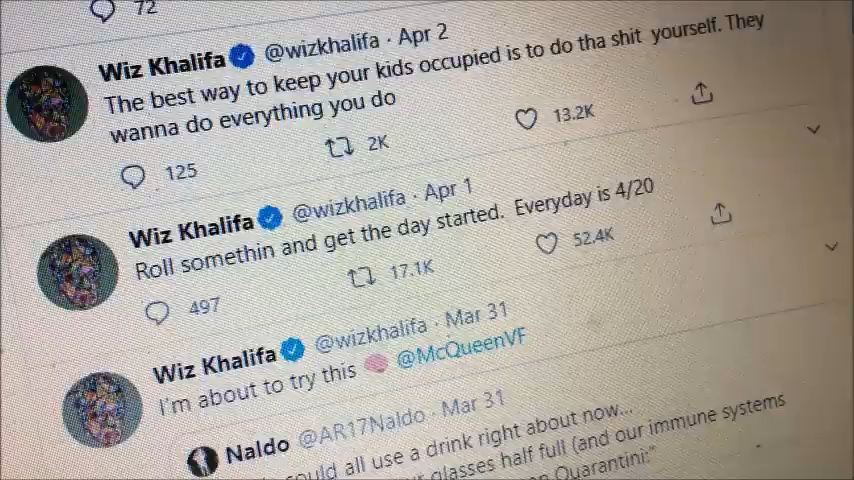 72
Wiz Khalifa @wizkhalifa · Apr 2
The best way to keep your kids occupied is to do tha shit yourself. They
wanna do everything you do
125 2K 13.2K
Wiz Khalifa @wizkhalifa · Apr 1
Roll somethin and get the day started. Everyday is 4/20
497 17.1K 52.4K
Wiz Khalifa @wizkhalifa · Mar 31
I'm about to try this @McQueenVF
Naldo @AR17Naldo · Mar 31
all use a drink right about now...
glasses half full (and our immune systems
Quarantini:"